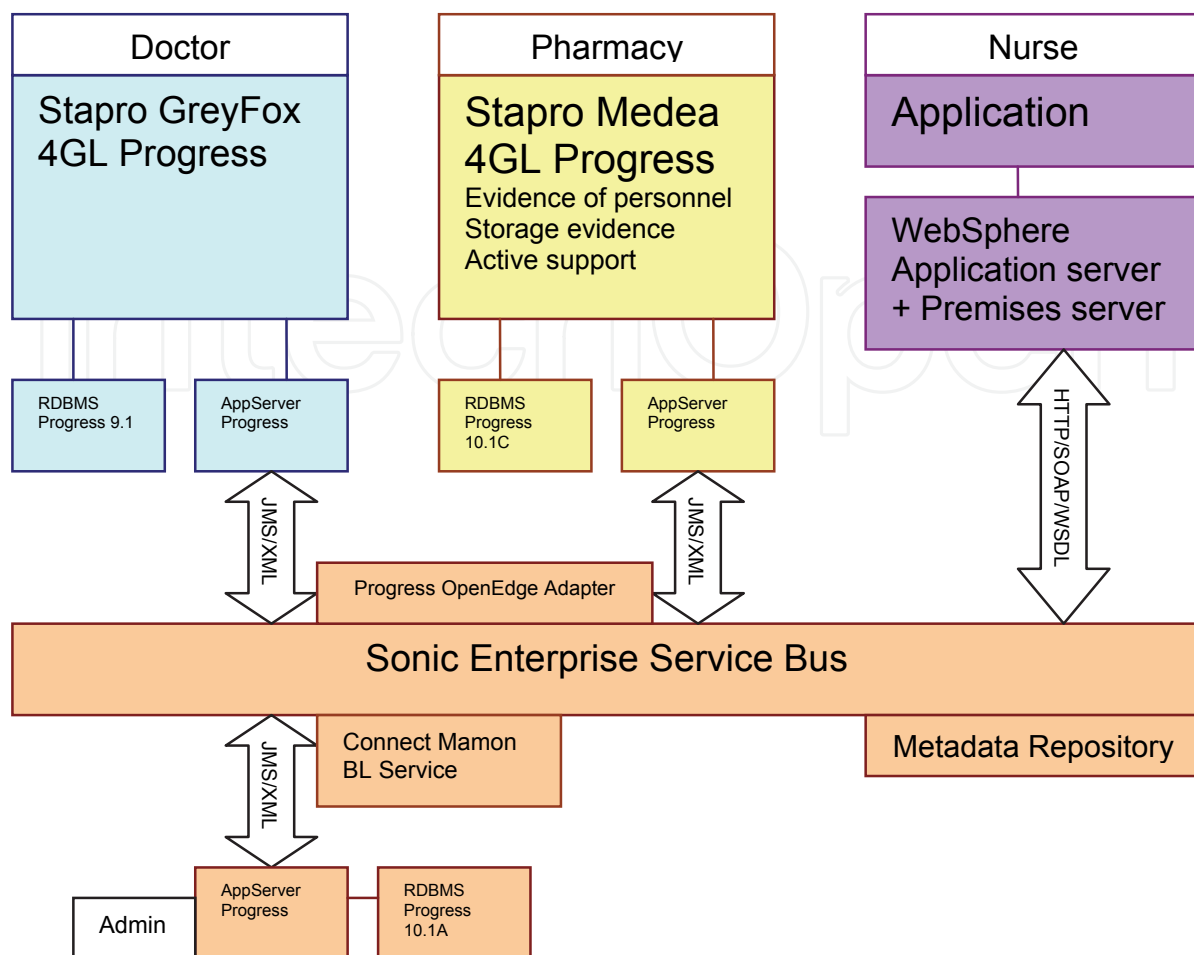 Doctor
Stapro GreyFox
4GL Progress
RDBMS
Progress 9.1
AppServer
Progress
Pharmacy
Stapro Medea
4GL Progress
Evidence of personnel
Storage evidence
Active support
RDBMS
Progress
10.1C
AppServer
Progress
Nurse
Application
WebSphere
Application server
+ Premises server
IntechOpen
JMS/XML
JMS/XML
HTTP/SOAP/WSDL
Progress OpenEdge Adapter
Sonic Enterprise Service Bus
JMS/XML
Connect Mamon
BL Service
Metadata Repository
Admin
AppServer
Progress
RDBMS
Progress
10.1A